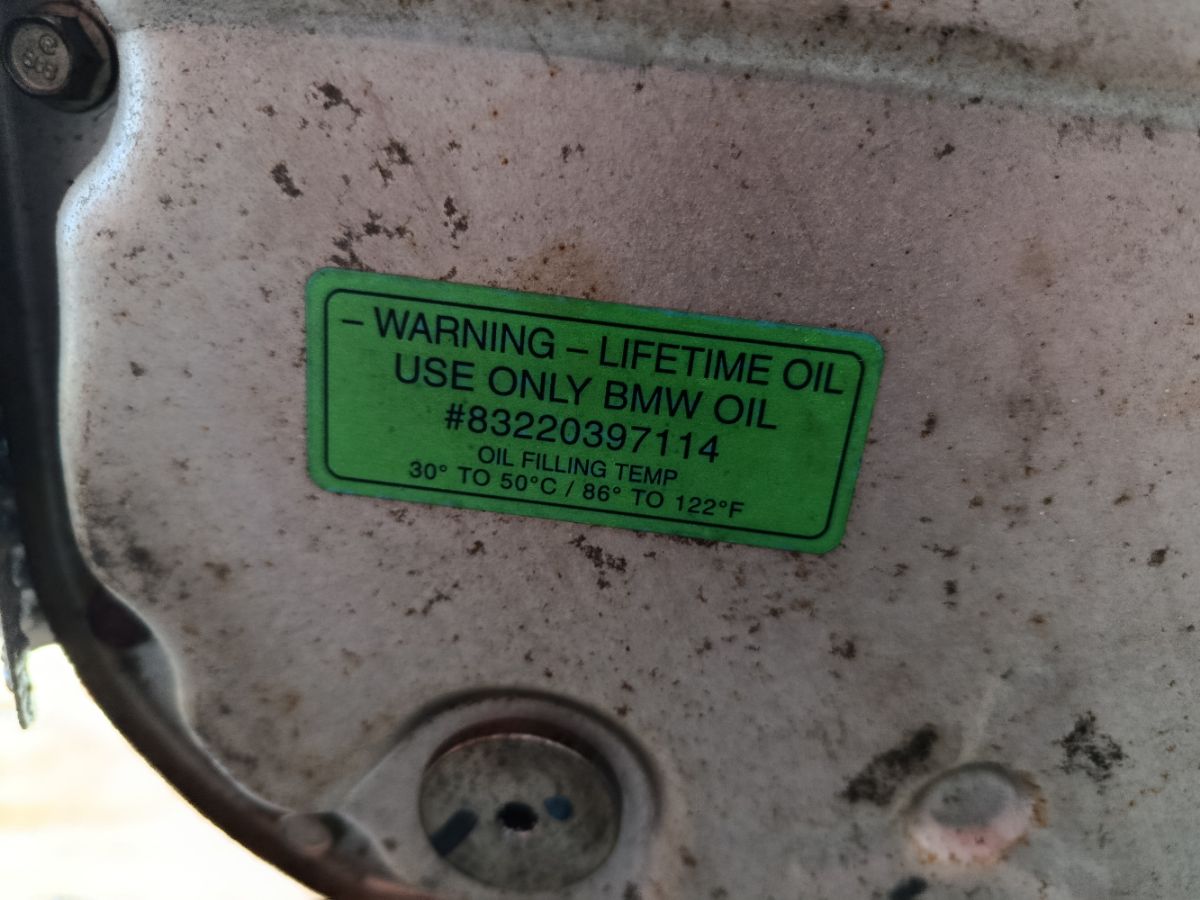 – WARNING – LIFETIME OIL
USE ONLY BMW OIL
#83220397114
OIL FILLING TEMP
30° TO 50°C / 86° TO 122°F